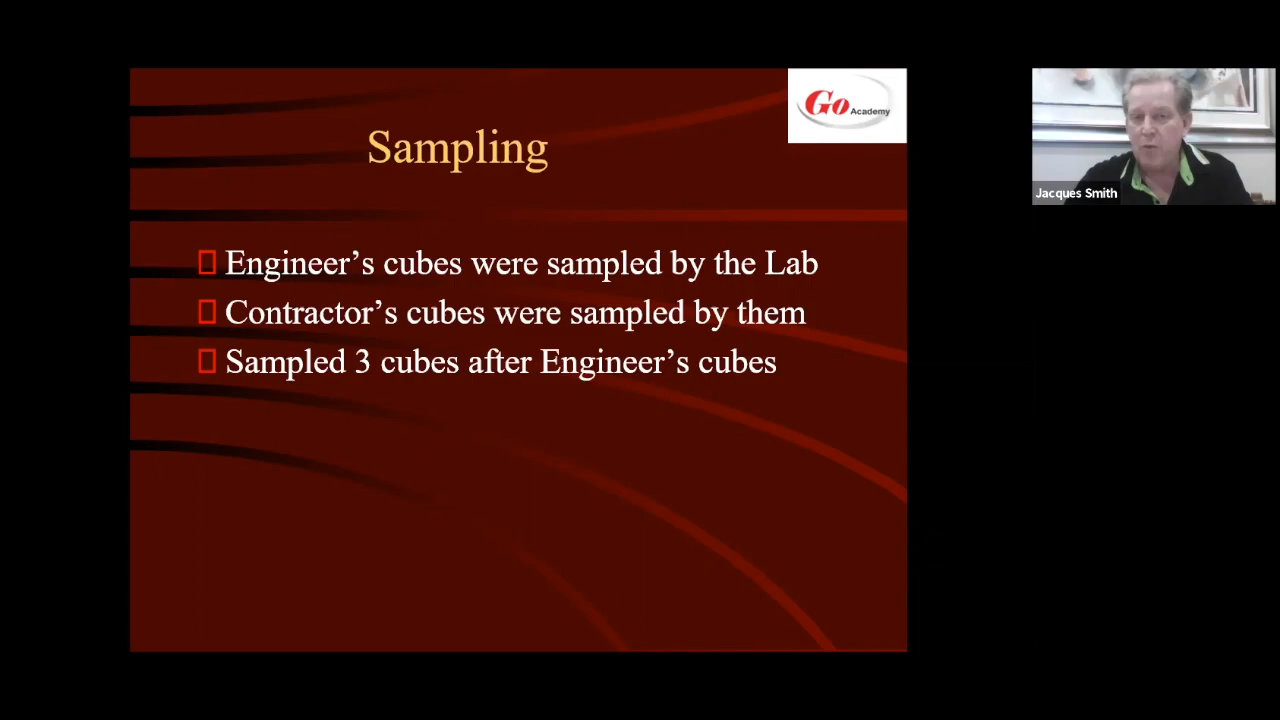 Go Academy
Sampling
Engineer’s cubes were sampled by the Lab
Contractor’s cubes were sampled by them
Sampled 3 cubes after Engineer’s cubes
Jacques Smith